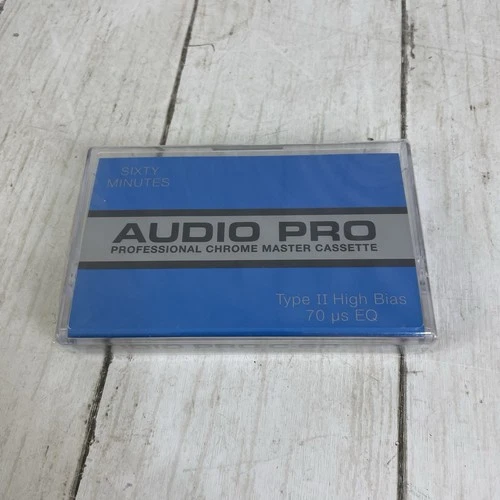 SIXTY
MINUTES
AUDIO PRO
PROFESSIONAL CHROME MASTER CASSETTE
Type II High Bias
70 µs EQ